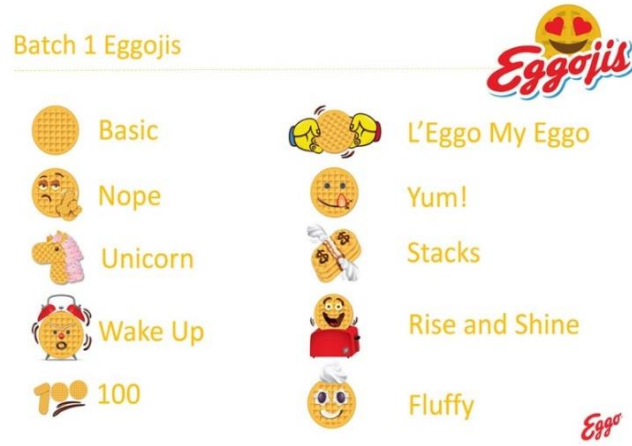 Batch 1 Eggojis
Eggojis
Basic
Nope
Unicorn
Wake Up
100
100
L'Eggo My Eggo
Yum!
$ $
Stacks
Rise and Shine
Fluffy
Eggo